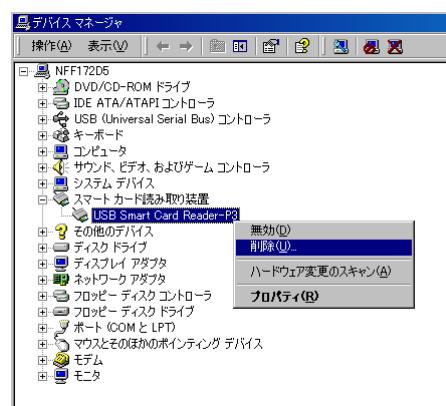 デバイス マネージャ
操作(A) 表示(V)
NFF172D5
DVD/CD-ROM ドライブ
IDE ATA/ATAPI コントローラ
USB (Universal Serial Bus) コントローラ
キーボード
コンピュータ
サウンド、ビデオ、およびゲーム コントローラ
システム デバイス
スマート カード読み取り装置
USB Smart Card Reader-P3
無効(D)
削除(U)...
ハードウェア変更のスキャン(A)
プロパティ(R)
その他のデバイス
ディスク ドライブ
ディスプレイ アダプタ
ネットワーク アダプタ
フロッピー ディスク コントローラ
フロッピー ディスク ドライブ
ポート (COM と LPT)
マウスとそのほかのポインティング デバイス
モデム
モニタ